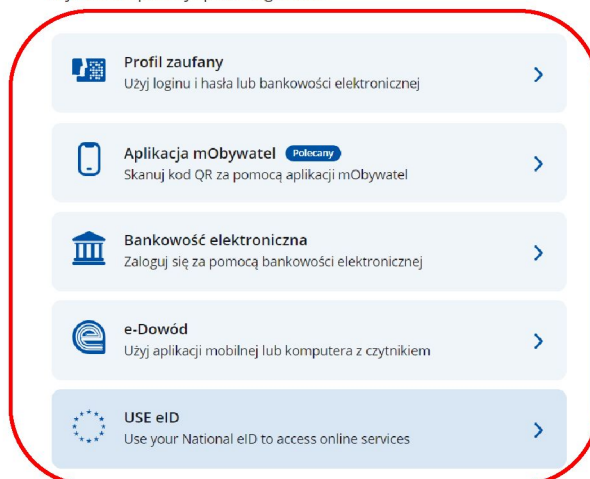 Profil zaufany
Użyj loginu i hasła lub bankowości elektronicznej
Aplikacja mObywatel Polecany
Skanuj kod QR za pomocą aplikacji mObywatel
Bankowość elektroniczna
Zaloguj się za pomocą bankowości elektronicznej
e-Dowód
Użyj aplikacji mobilnej lub komputera z czytnikiem
USE eID
Use your National eID to access online services